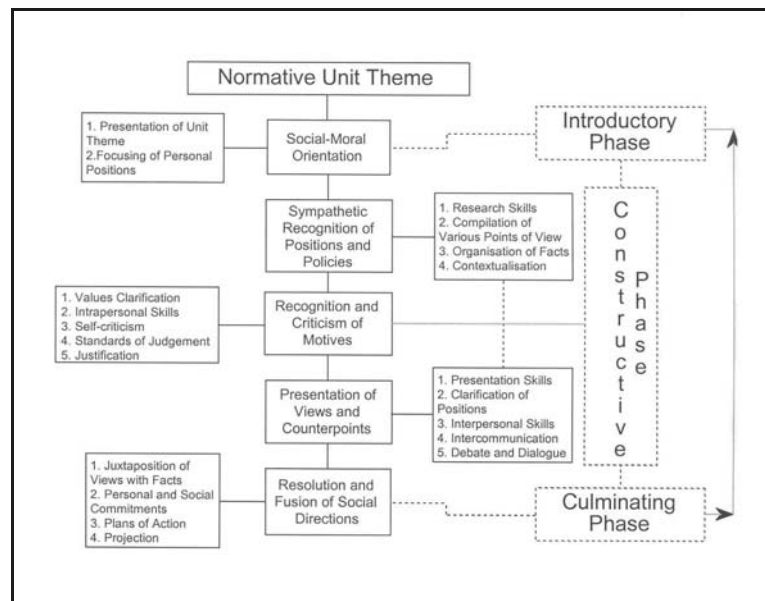 Normative Unit Theme
1. Presentation of Unit
Theme
2.Focusing of Personal
Positions
Social-Moral
Orientation
Introductory
Phase
Sympathetic
Recognition of
Positions and
Policies
1. Research Skills
2. Compilation of
Various Points of View
3. Organisation of Facts
4. Contextualisation
Constructive
Phase
1. Values Clarification
2. Intrapersonal Skills
3. Self-criticism
4. Standards of Judgement
5. Justification
Recognition and
Criticism of
Motives
Presentation of
Views and
Counterpoints
1. Presentation Skills
2. Clarification of
Positions
3. Interpersonal Skills
4. Intercommunication
5. Debate and Dialogue
1. Juxtaposition of
Views with Facts
2. Personal and Social
Commitments
3. Plans of Action
4. Projection
Resolution and
Fusion of Social
Directions
Culminating
Phase